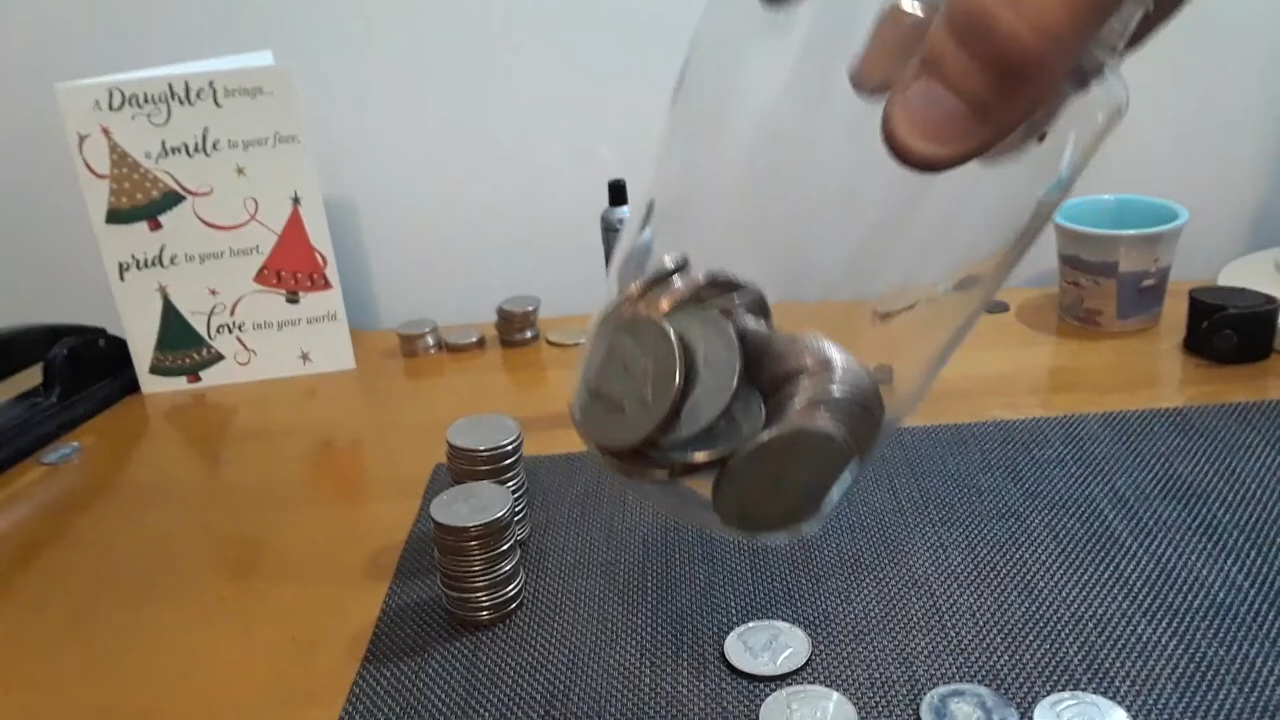 A Daughter brings...
a smile to your face,
pride to your heart,
love into your world.